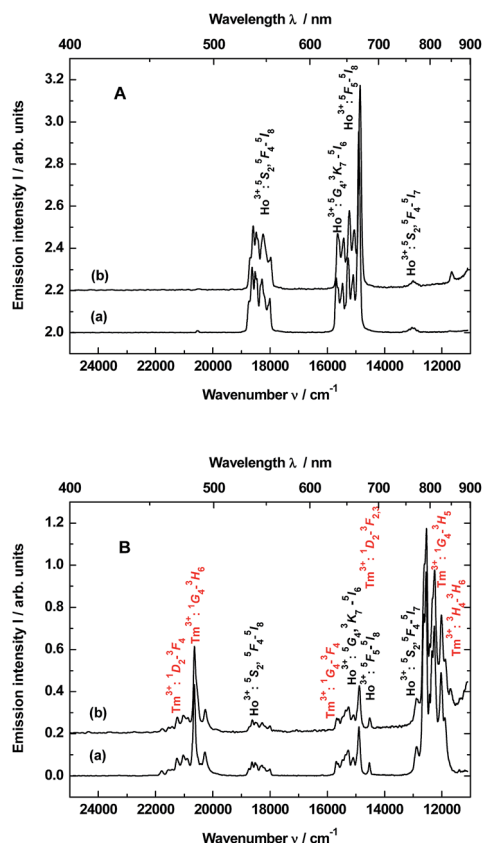 Wavelength λ / nm
400 500 600 700 800 900
A
Emission intensity I / arb. units
3.2
3.0
2.8
2.6
2.4
2.2
2.0
Ho³⁺: ⁵S₂, ⁵F₄-⁵I₈
Ho³⁺: ⁵G₄, ³K₇-⁵I₆
Ho³⁺: ⁵F₅-⁵I₈
Ho³⁺: ⁵S₂, ⁵F₄-⁵I₇
(b)
(a)
24000 22000 20000 18000 16000 14000 12000
Wavenumber ν / cm⁻¹
Wavelength λ / nm
400 500 600 700 800 900
B
Emission intensity I / arb. units
1.2
1.0
0.8
0.6
0.4
0.2
0.0
Tm³⁺: ¹D₂-³F₄
Tm³⁺: ¹G₄-³H₆
Ho³⁺: ⁵S₂, ⁵F₄-⁵I₈
Tm³⁺: ¹G₄-³F₄
Ho³⁺: ⁵G₄, ³K₇-⁵I₆
Tm³⁺: ¹D₂-³F₂,₃
Ho³⁺: ⁵F₅-⁵I₈
Ho³⁺: ⁵S₂, ⁵F₄-⁵I₇
Tm³⁺: ¹G₄-³H₅
Tm³⁺: ³H₄-³H₆
(b)
(a)
24000 22000 20000 18000 16000 14000 12000
Wavenumber ν / cm⁻¹